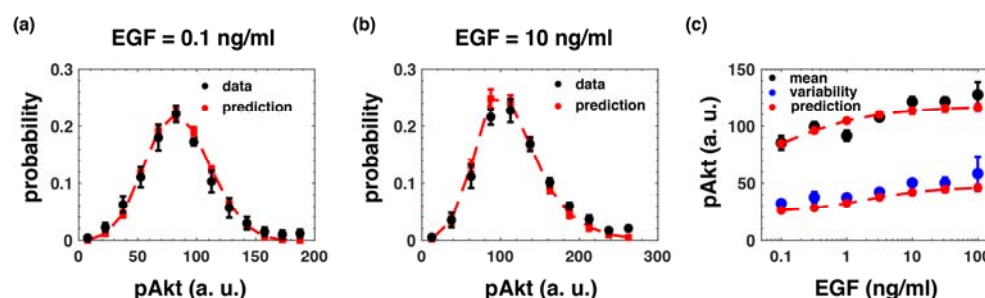 (a)
EGF = 0.1 ng/ml
probability
0.3
0.2
0.1
0
data
prediction
0
50
100
150
200
pAkt (a. u.)
(b)
EGF = 10 ng/ml
probability
0.3
0.2
0.1
0
data
prediction
0
100
200
300
pAkt (a. u.)
(c)
pAkt (a. u.)
150
100
50
0
mean
variability
prediction
0.1
1
10
100
EGF (ng/ml)